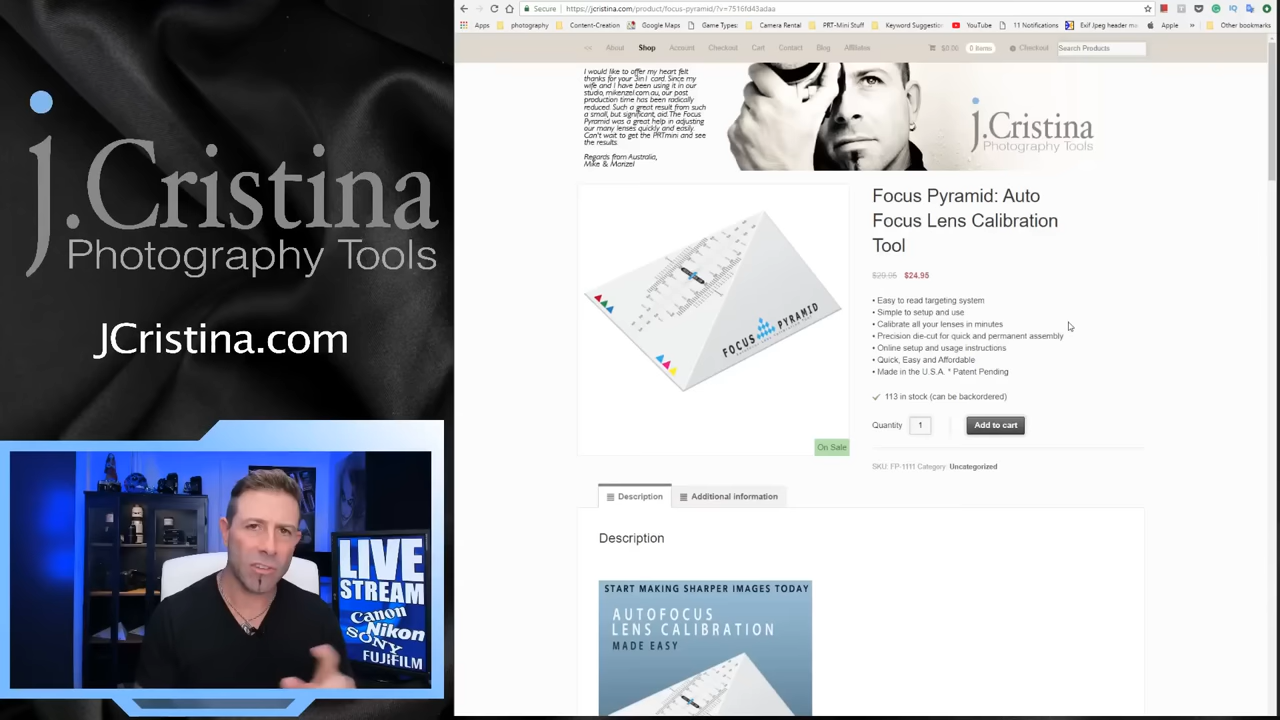 J.Cristina
Photography Tools
JCristina.com
LIVE
STREAM
Canon
Nikon
SONY
FUJIFILM
Secure
https://jcristina.com/product/focus-pyramid/?v=7516fd43adaa
Apps
photography
Content-Creation
Google Maps
Game Types:
Camera Rental
PRT-Mini Stuff
Keyword Suggestio
YouTube
11 Notifications
Exif Jpeg header m
Apple
»
Other bookmarks
About
Shop
Account
Checkout
Cart
Contact
Blog
Affiliates
$0.00
0 Items
Checkout
Search Products
I would like to offer my heart felt
thanks for your 3in1 card. Since my
wife and I have been using it in our
studio, mikenzel.com.au, our post
production time has been radically
reduced. Such a great result from such
a small, but significant, aid. The Focus
Pyramid was a great help in adjusting
our many lenses quickly and easily.
Can't wait to get the PRTmini and see
the results.
Regards from Australia,
Mike & Monzel
J.Cristina
Photography Tools
FOCUS PYRAMID
On Sale
Focus Pyramid: Auto
Focus Lens Calibration
Tool
$29.95 $24.95
• Easy to read targeting system
• Simple to setup and use
• Calibrate all your lenses in minutes
• Precision die-cut for quick and permanent assembly
• Online setup and usage instructions
• Quick, Easy and Affordable
• Made in the U.S.A. * Patent Pending
113 in stock (can be backordered)
Quantity 1 Add to cart
SKU: FP-1111 Category: Uncategorized
Description
Additional information
Description
START MAKING SHARPER IMAGES TODAY
AUTOFOCUS
LENS CALIBRATION
MADE EASY